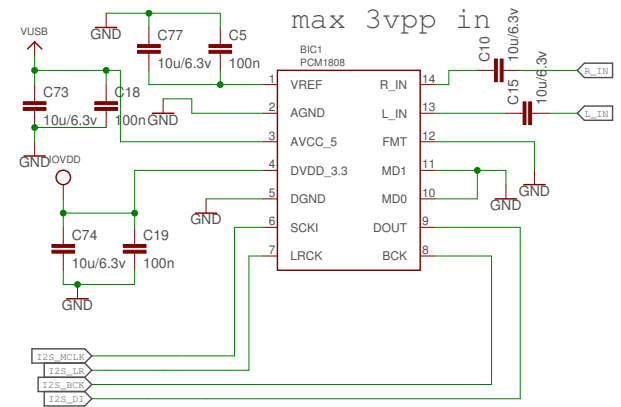 max 3vpp in
VUSB
GND
C77
10u/6.3v
C5
100n
BIC1
PCM1808
C10
10u/6.3v
C15
10u/6.3v
R_IN
L_IN
C73
10u/6.3v
C18
100n
GND
GND
1 VREF R_IN 14
2 AGND L_IN 13
3 AVCC_5 FMT 12
4 DVDD_3.3 MD1 11
5 DGND MD0 10
6 SCKI DOUT 9
7 LRCK BCK 8
IOVDD
GND
GND
GND
C74
10u/6.3v
C19
100n
GND
I2S_MCLK
I2S_LR
I2S_BCK
I2S_DI